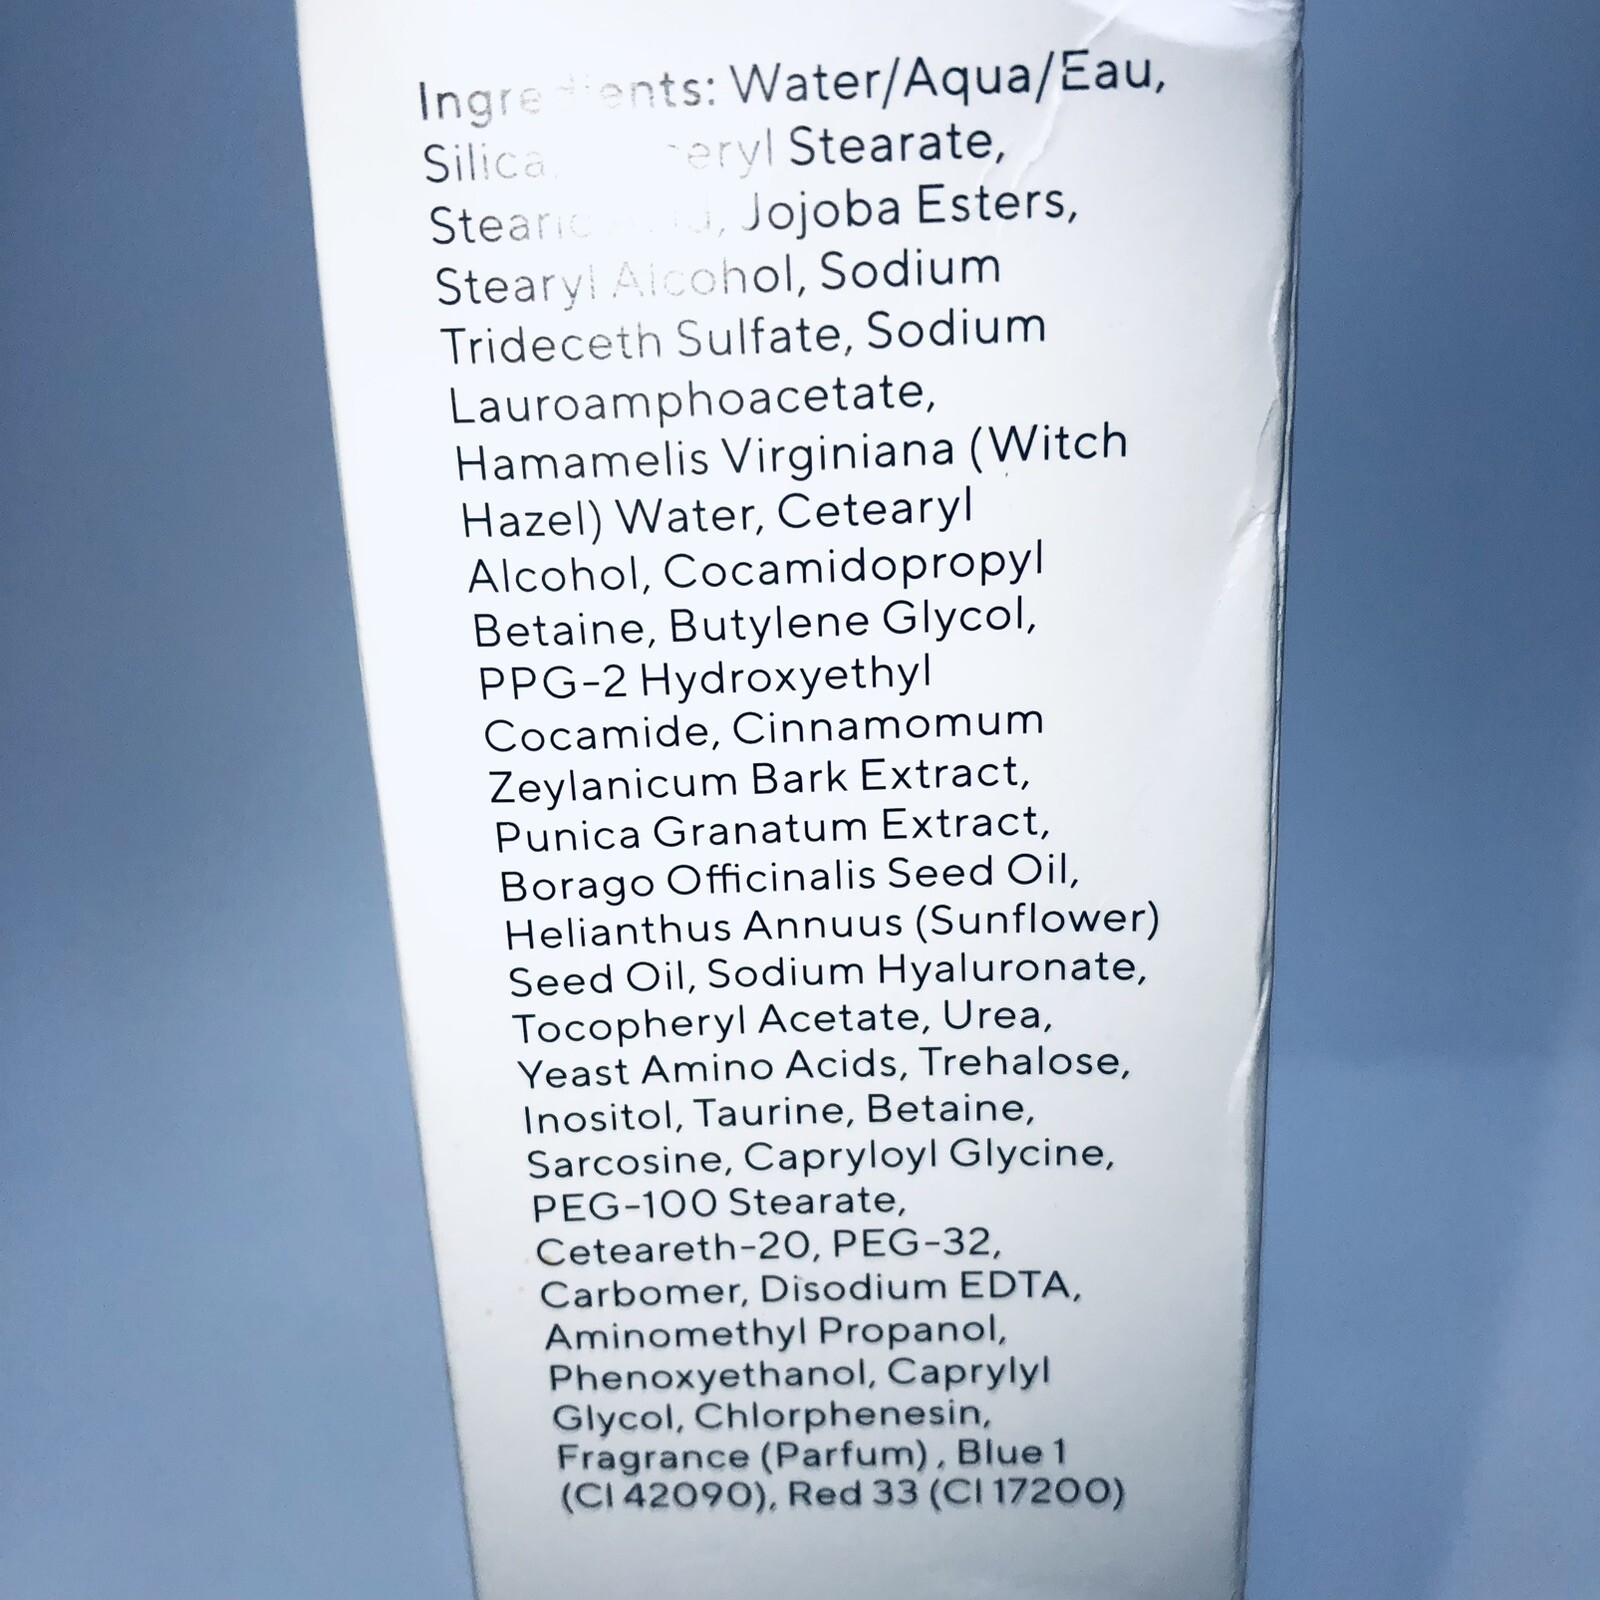 Ingredients: Water/Aqua/Eau,
Silica, Stearate,
Stearic Acid, Jojoba Esters,
Stearyl Alcohol, Sodium
Trideceth Sulfate, Sodium
Lauroamphoacetate,
Hamamelis Virginiana (Witch
Hazel) Water, Cetearyl
Alcohol, Cocamidopropyl
Betaine, Butylene Glycol,
PPG-2 Hydroxyethyl
Cocamide, Cinnamomum
Zeylanicum Bark Extract,
Punica Granatum Extract,
Borago Officinalis Seed Oil,
Helianthus Annuus (Sunflower)
Seed Oil, Sodium Hyaluronate,
Tocopheryl Acetate, Urea,
Yeast Amino Acids, Trehalose,
Inositol, Taurine, Betaine,
Sarcosine, Capryloyl Glycine,
PEG-100 Stearate,
Ceteareth-20, PEG-32,
Carbomer, Disodium EDTA,
Aminomethyl Propanol,
Phenoxyethanol, Caprylyl
Glycol, Chlorphenesin,
Fragrance (Parfum) , Blue 1
(CI 42090), Red 33 (CI 17200)